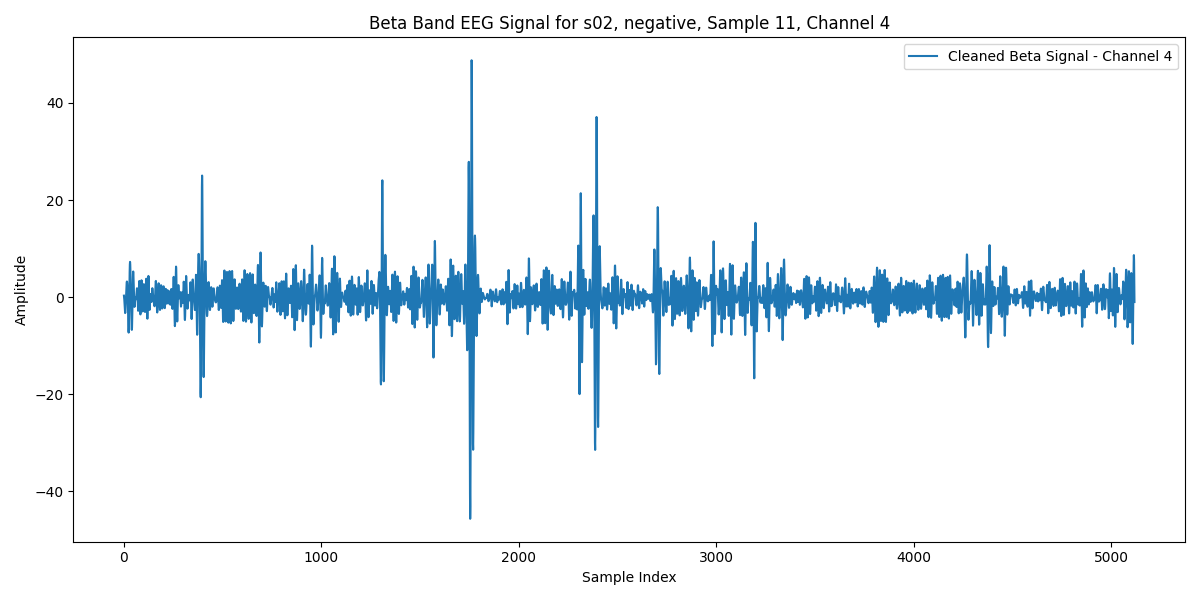 Beta Band EEG Signal for s02, negative, Sample 11, Channel 4
Cleaned Beta Signal - Channel 4
Amplitude
40
20
0
−20
−40
0 1000 2000 3000 4000 5000
Sample Index